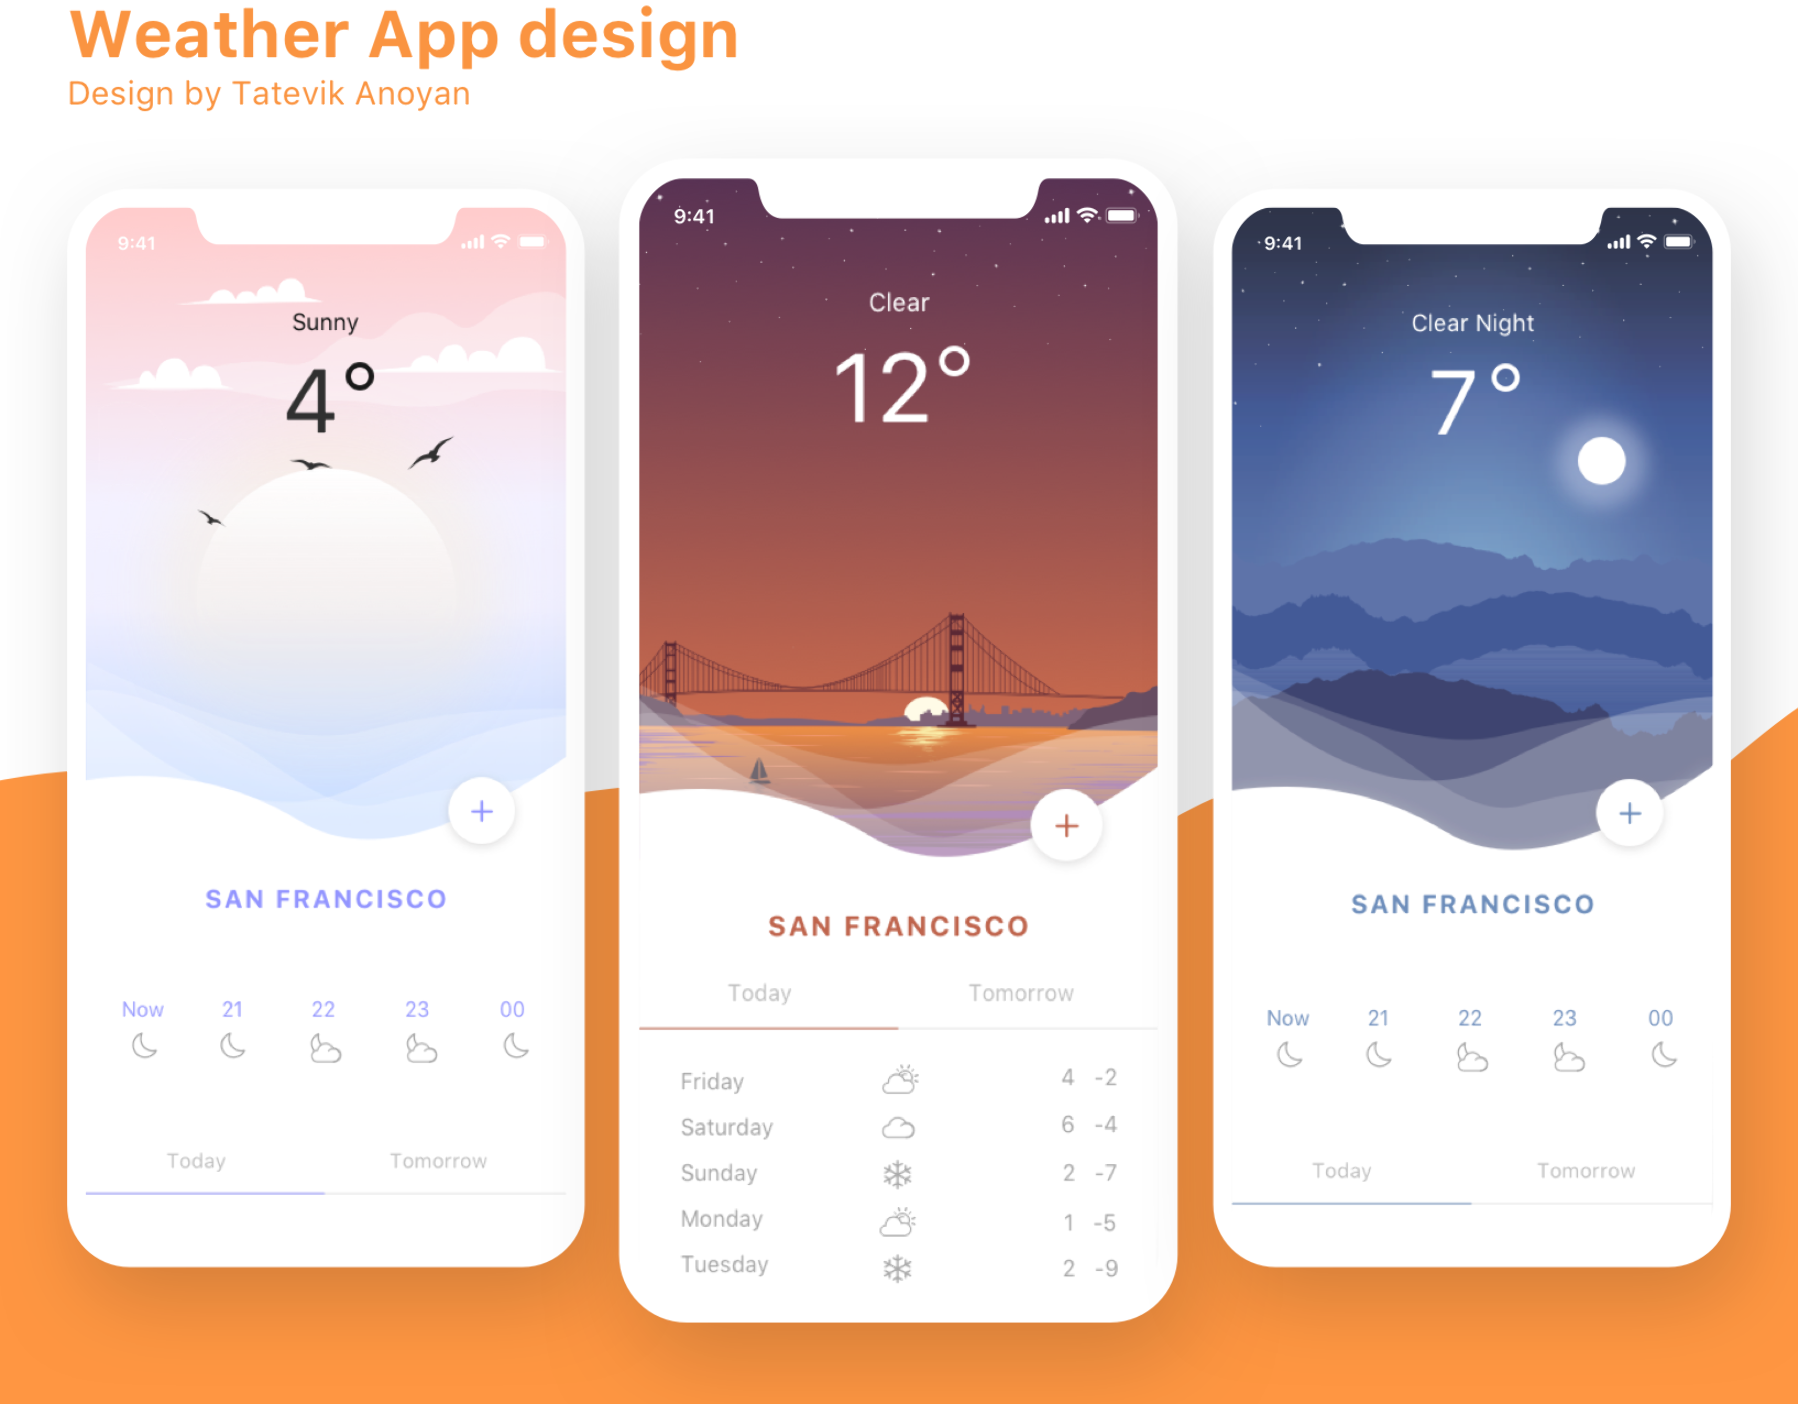 Weather App design
Design by Tatevik Anoyan
9:41
Sunny
4°
+
SAN FRANCISCO
Now 21 22 23 00
Today Tomorrow
9:41
Clear
12°
+
SAN FRANCISCO
Today Tomorrow
Friday 4 -2
Saturday 6 -4
Sunday 2 -7
Monday 1 -5
Tuesday 2 -9
9:41
Clear Night
7°
+
SAN FRANCISCO
Now 21 22 23 00
Today Tomorrow